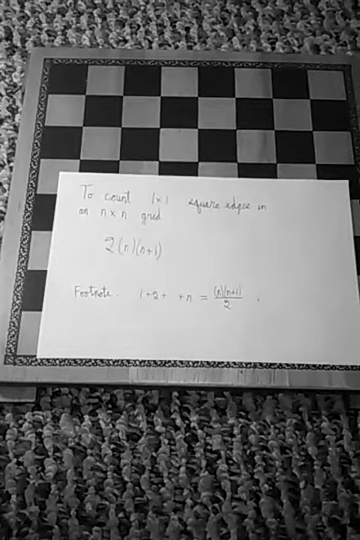 To count 1×1 square edges in
an n × n grid
2(n)(n+1)
Footnote. 1+2+ +n = (n)(n+1)/2 .